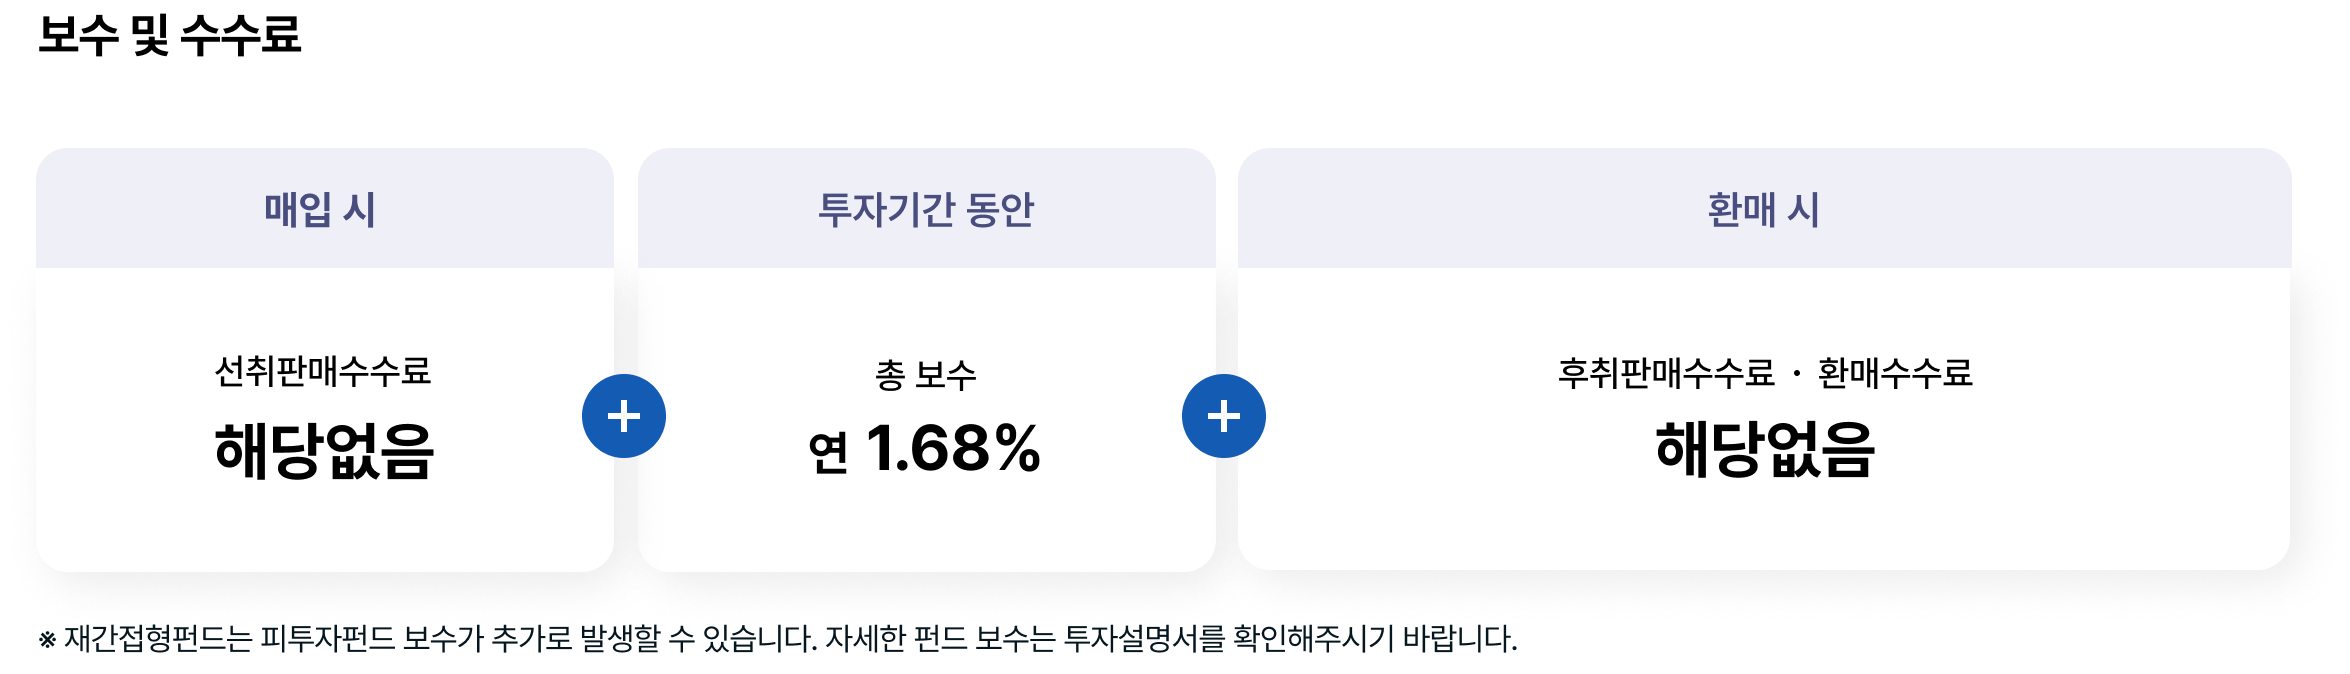 보수 및 수수료
매입 시
선취판매수수료
해당없음
+
투자기간 동안
총 보수
연 1.68%
+
환매 시
후취판매수수료 · 환매수수료
해당없음
※ 재간접형펀드는 피투자펀드 보수가 추가로 발생할 수 있습니다. 자세한 펀드 보수는 투자설명서를 확인해주시기 바랍니다.